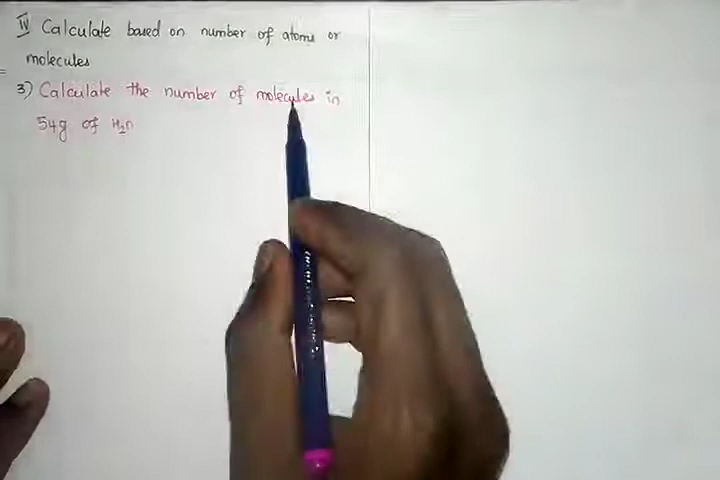 IV Calculate based on number of atoms or
molecules
3) Calculate the number of molecules in
54g of H2O